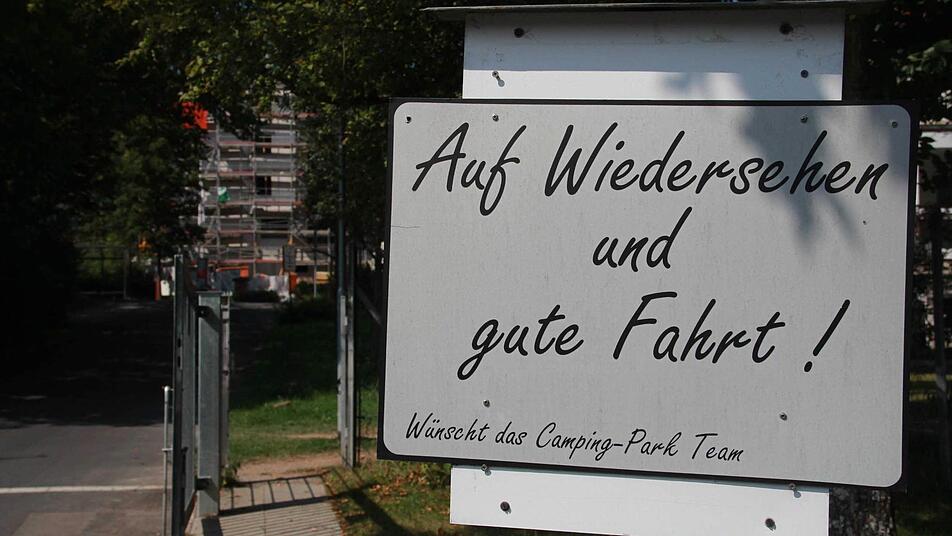 Auf Wiedersehen
und
gute Fahrt !
Wünscht das Camping-Park Team